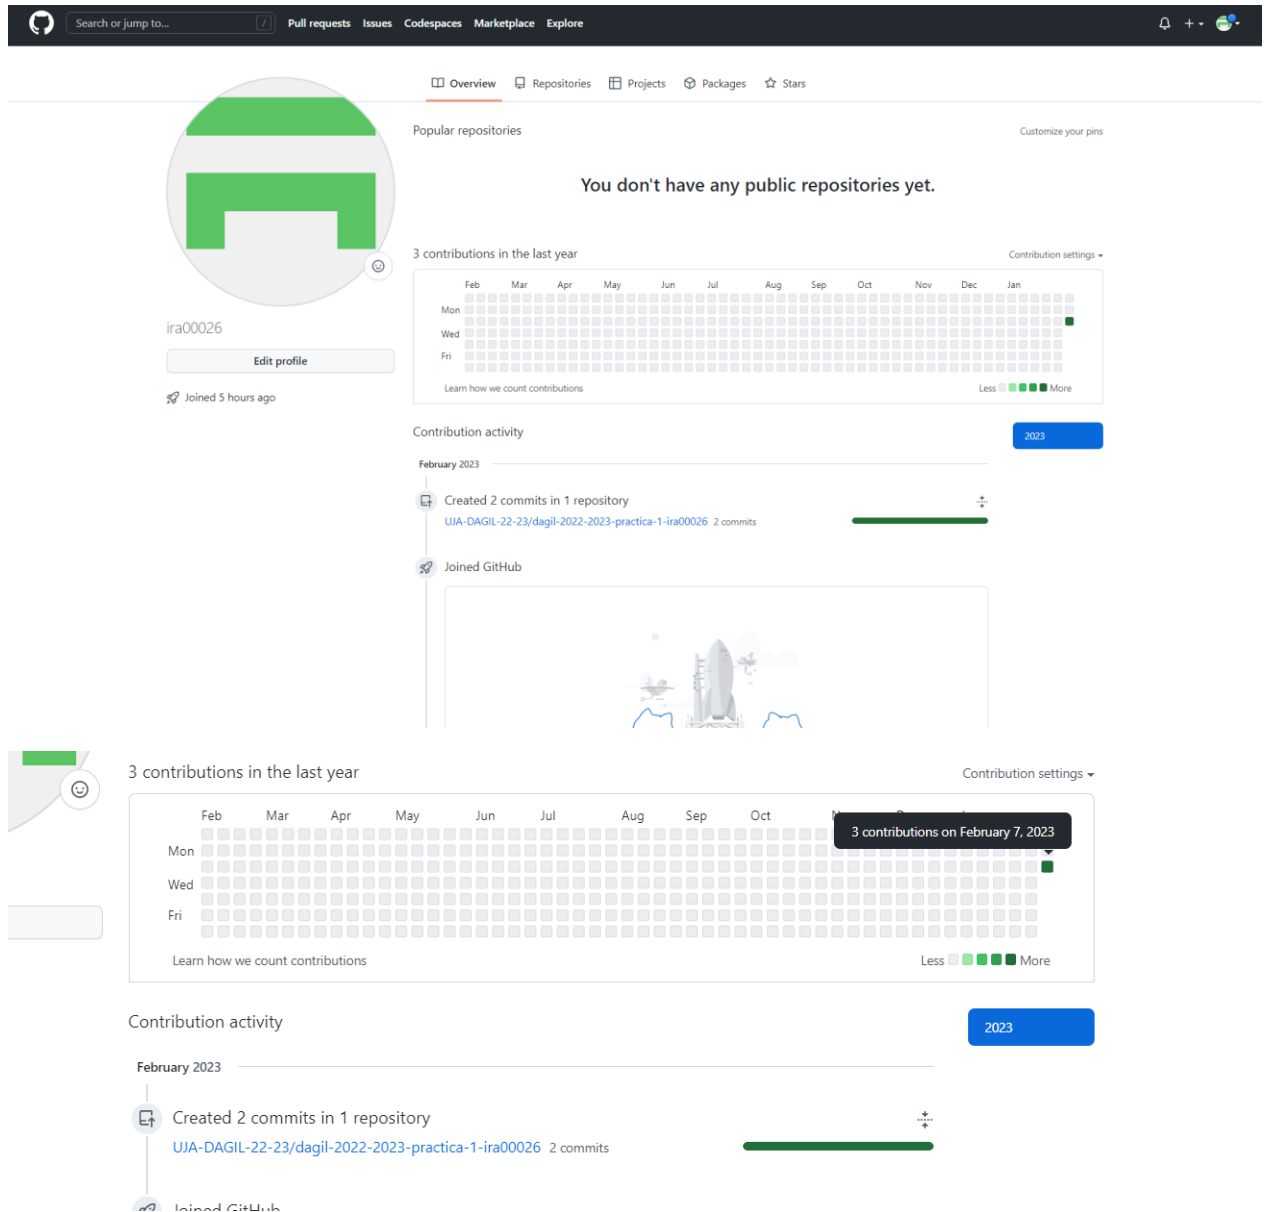 Search or jump to... /
Pull requests Issues Codespaces Marketplace Explore
Overview Repositories Projects Packages Stars
Popular repositories
Customize your pins
You don't have any public repositories yet.
3 contributions in the last year
Contribution settings
Feb Mar Apr May Jun Jul Aug Sep Oct Nov Dec Jan
Mon
Wed
Fri
Learn how we count contributions
Less More
ira00026
Edit profile
Joined 5 hours ago
Contribution activity
2023
February 2023
Created 2 commits in 1 repository
UJA-DAGIL-22-23/dagil-2022-2023-practica-1-ira00026 2 commits
Joined GitHub
3 contributions in the last year
Contribution settings
Feb Mar Apr May Jun Jul Aug Sep Oct
3 contributions on February 7, 2023
Mon
Wed
Fri
Learn how we count contributions
Less More
Contribution activity
2023
February 2023
Created 2 commits in 1 repository
UJA-DAGIL-22-23/dagil-2022-2023-practica-1-ira00026 2 commits
Joined GitHub